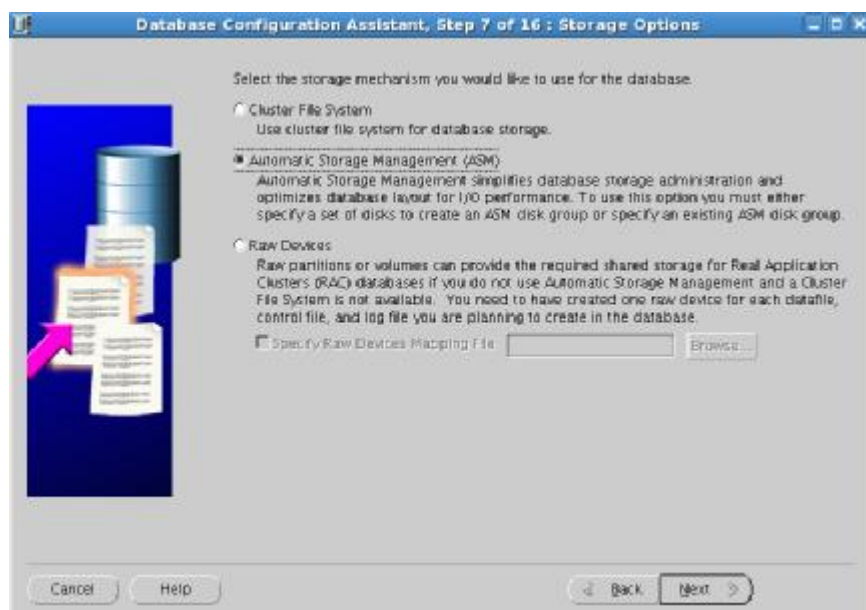 Database Configuration Assistant, Step 7 of 16 : Storage Options
Select the storage mechanism you would like to use for the database.
Cluster File System
Use cluster file system for database storage.
Automatic Storage Management (ASM)
Automatic Storage Management simplifies database storage administration and
optimizes database layout for I/O performance. To use this option you must either
specify a set of disks to create an ASM disk group or specify an existing ASM disk group.
Raw Devices
Raw partitions or volumes can provide the required shared storage for Real Application
Clusters (RAC) databases if you do not use Automatic Storage Management and a Cluster
File System is not available. You need to have created one raw device for each datafile,
control file, and log file you are planning to create in the database.
Specify Raw Devices Mapping File
Browse...
Cancel
Help
Back
Next